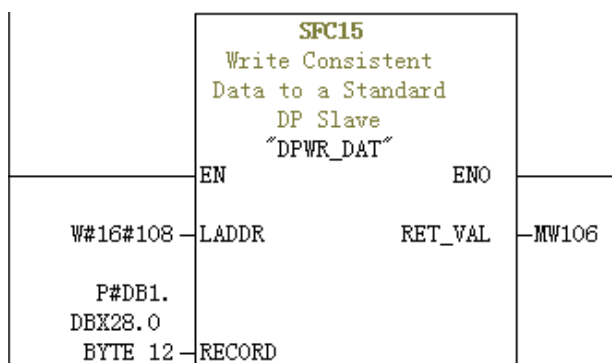 SFC15
Write Consistent
Data to a Standard
DP Slave
"DPWR_DAT"
EN ENO
W#16#108 LADDR RET_VAL MW106
P#DB1.
DBX28.0
BYTE 12 RECORD